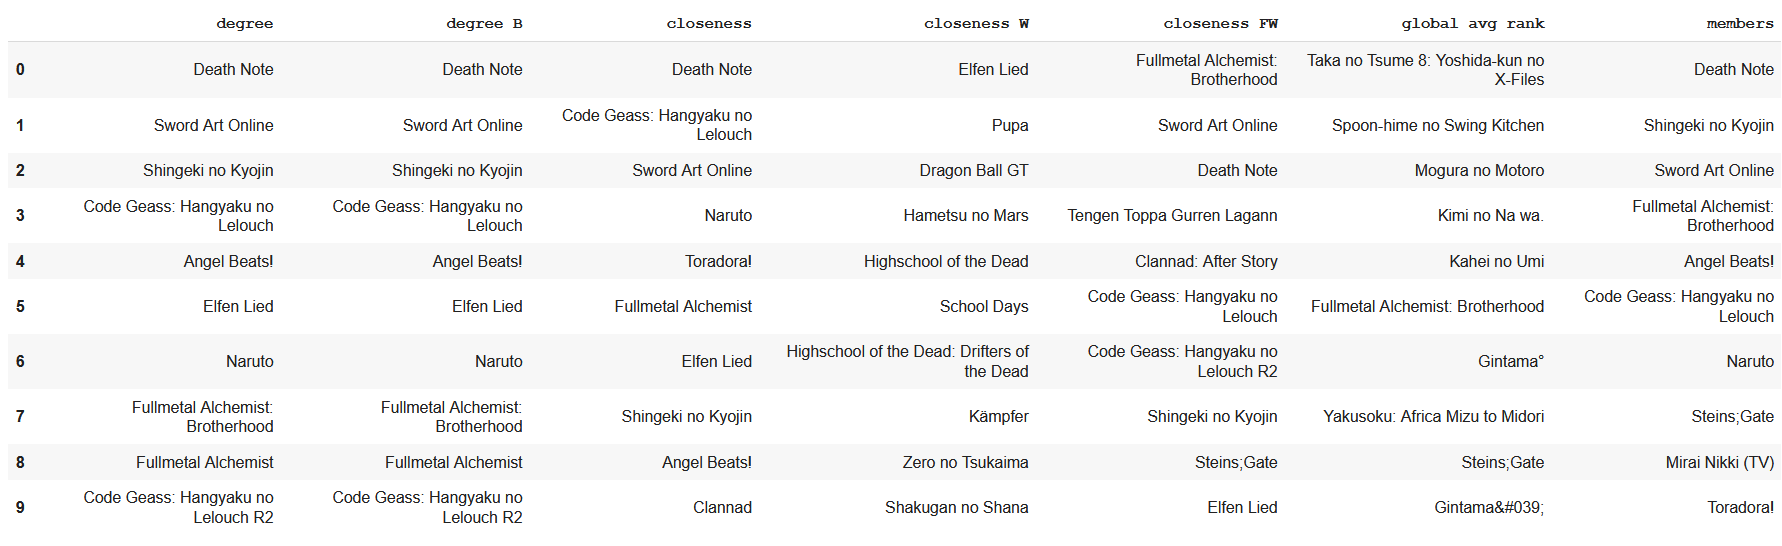 degree degree B closeness closeness W closeness FW global avg rank members
0 Death Note Death Note Death Note Elfen Lied Fullmetal Alchemist: Brotherhood Taka no Tsume 8: Yoshida-kun no X-Files Death Note
1 Sword Art Online Sword Art Online Code Geass: Hangyaku no Lelouch Pupa Sword Art Online Spoon-hime no Swing Kitchen Shingeki no Kyojin
2 Shingeki no Kyojin Shingeki no Kyojin Sword Art Online Dragon Ball GT Death Note Mogura no Motoro Sword Art Online
3 Code Geass: Hangyaku no Lelouch Code Geass: Hangyaku no Lelouch Naruto Hametsu no Mars Tengen Toppa Gurren Lagann Kimi no Na wa. Fullmetal Alchemist: Brotherhood
4 Angel Beats! Angel Beats! Toradora! Highschool of the Dead Clannad: After Story Kahei no Umi Angel Beats!
5 Elfen Lied Elfen Lied Fullmetal Alchemist School Days Code Geass: Hangyaku no Lelouch Fullmetal Alchemist: Brotherhood Code Geass: Hangyaku no Lelouch
6 Naruto Naruto Elfen Lied Highschool of the Dead: Drifters of the Dead Code Geass: Hangyaku no Lelouch R2 Gintama° Naruto
7 Fullmetal Alchemist: Brotherhood Fullmetal Alchemist: Brotherhood Shingeki no Kyojin Kämpfer Shingeki no Kyojin Yakusoku: Africa Mizu to Midori Steins;Gate
8 Fullmetal Alchemist Fullmetal Alchemist Angel Beats! Zero no Tsukaima Steins;Gate Steins;Gate Mirai Nikki (TV)
9 Code Geass: Hangyaku no Lelouch R2 Code Geass: Hangyaku no Lelouch R2 Clannad Shakugan no Shana Elfen Lied Gintama&#039; Toradora!